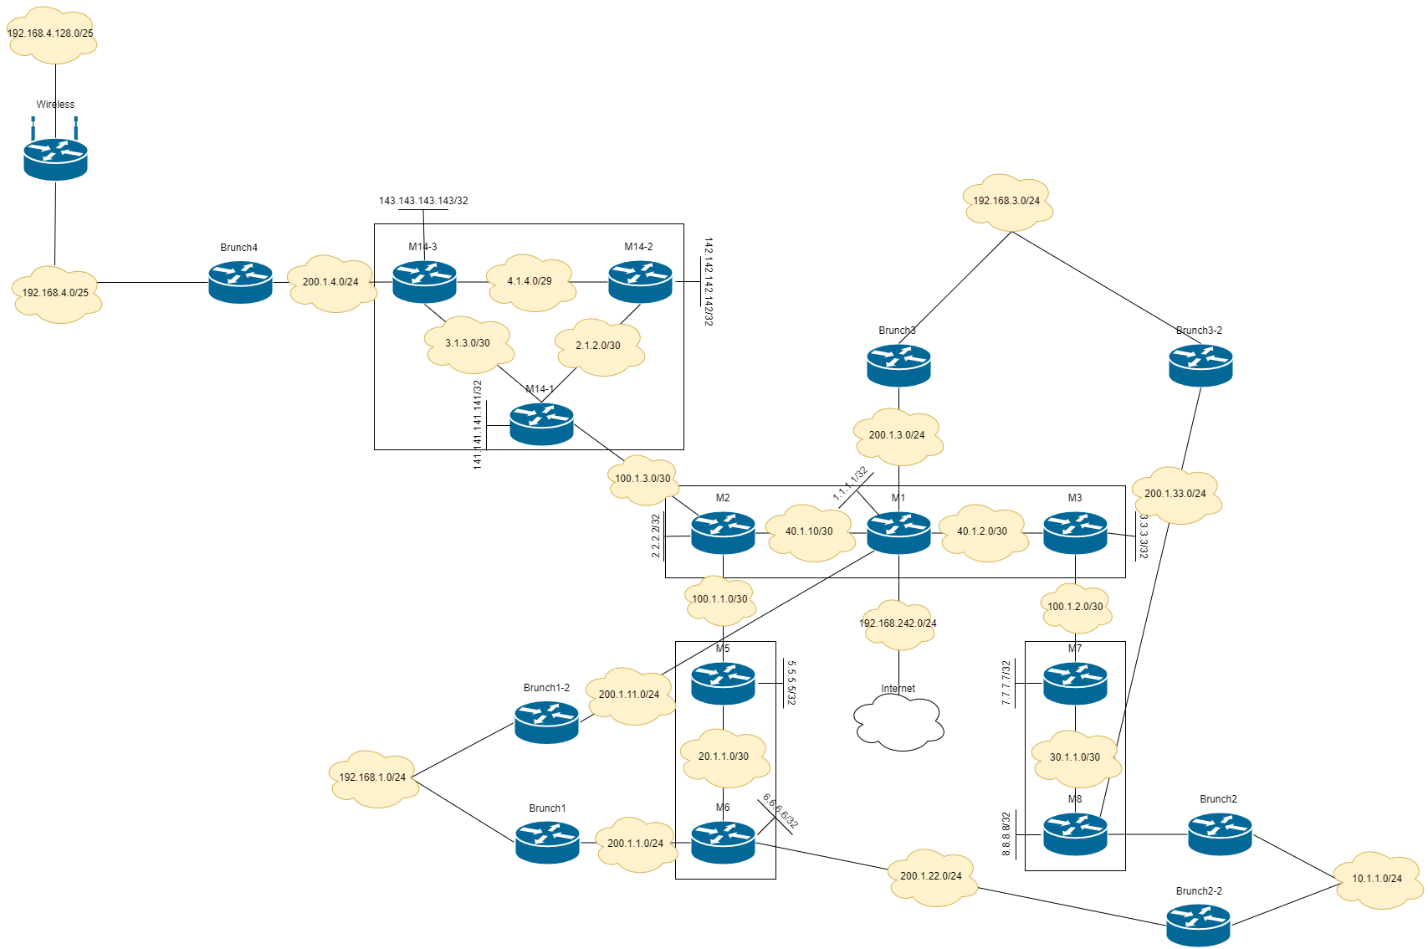 192.168.4.128.0/25
Wireless
143.143.143.143/32
192.168.3.0/24
Brunch4
M14-3
M14-2
142.142.142.142/32
200.1.4.0/24
4.1.4.0/29
192.168.4.0/25
3.1.3.0/30
2.1.2.0/30
Brunch3
Brunch3-2
M14-1
141.141.141.141/32
200.1.3.0/24
100.1.3.0/30
1.1.1.1/32
200.1.33.0/24
M2
M1
M3
2.2.2.2/32
40.1.10/30
40.1.2.0/30
3.3.3.3/32
100.1.1.0/30
192.168.242.0/24
100.1.2.0/30
M5
M7
5.5.5.5/32
7.7.7.7/32
Brunch1-2
200.1.11.0/24
Internet
192.168.1.0/24
20.1.1.0/30
30.1.1.0/30
Brunch1
M6
6.6.6.6/32
M8
Brunch2
8.8.8.8/32
200.1.1.0/24
200.1.22.0/24
10.1.1.0/24
Brunch2-2